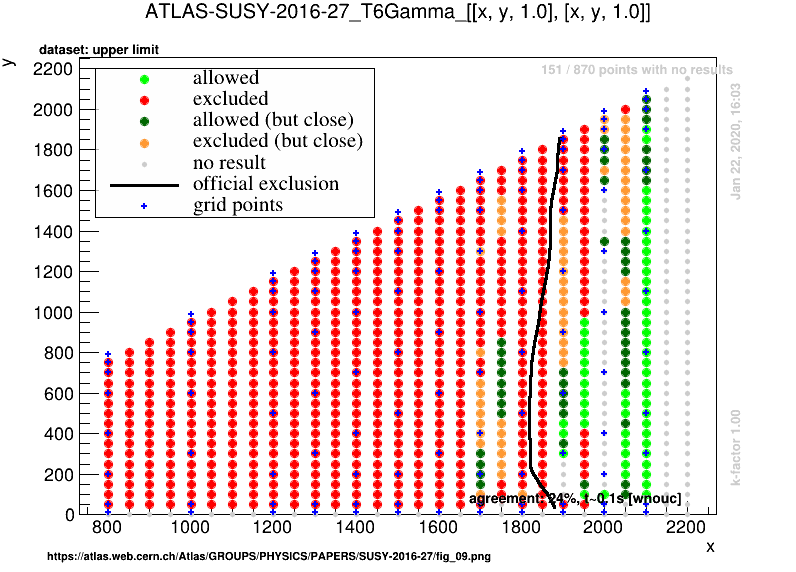 ATLAS-SUSY-2016-27_T6Gamma_[[x, y, 1.0], [x, y, 1.0]]
y
dataset: upper limit
151 / 870 points with no results
allowed
excluded
allowed (but close)
excluded (but close)
no result
official exclusion
grid points
Jan 22, 2020, 16:03
k-factor 1.00
2200
2000
1800
1600
1400
1200
1000
800
600
400
200
0
agreement: 24%, t~0.1s [wnouc]
800 1000 1200 1400 1600 1800 2000 2200
x
https://atlas.web.cern.ch/Atlas/GROUPS/PHYSICS/PAPERS/SUSY-2016-27/fig_09.png